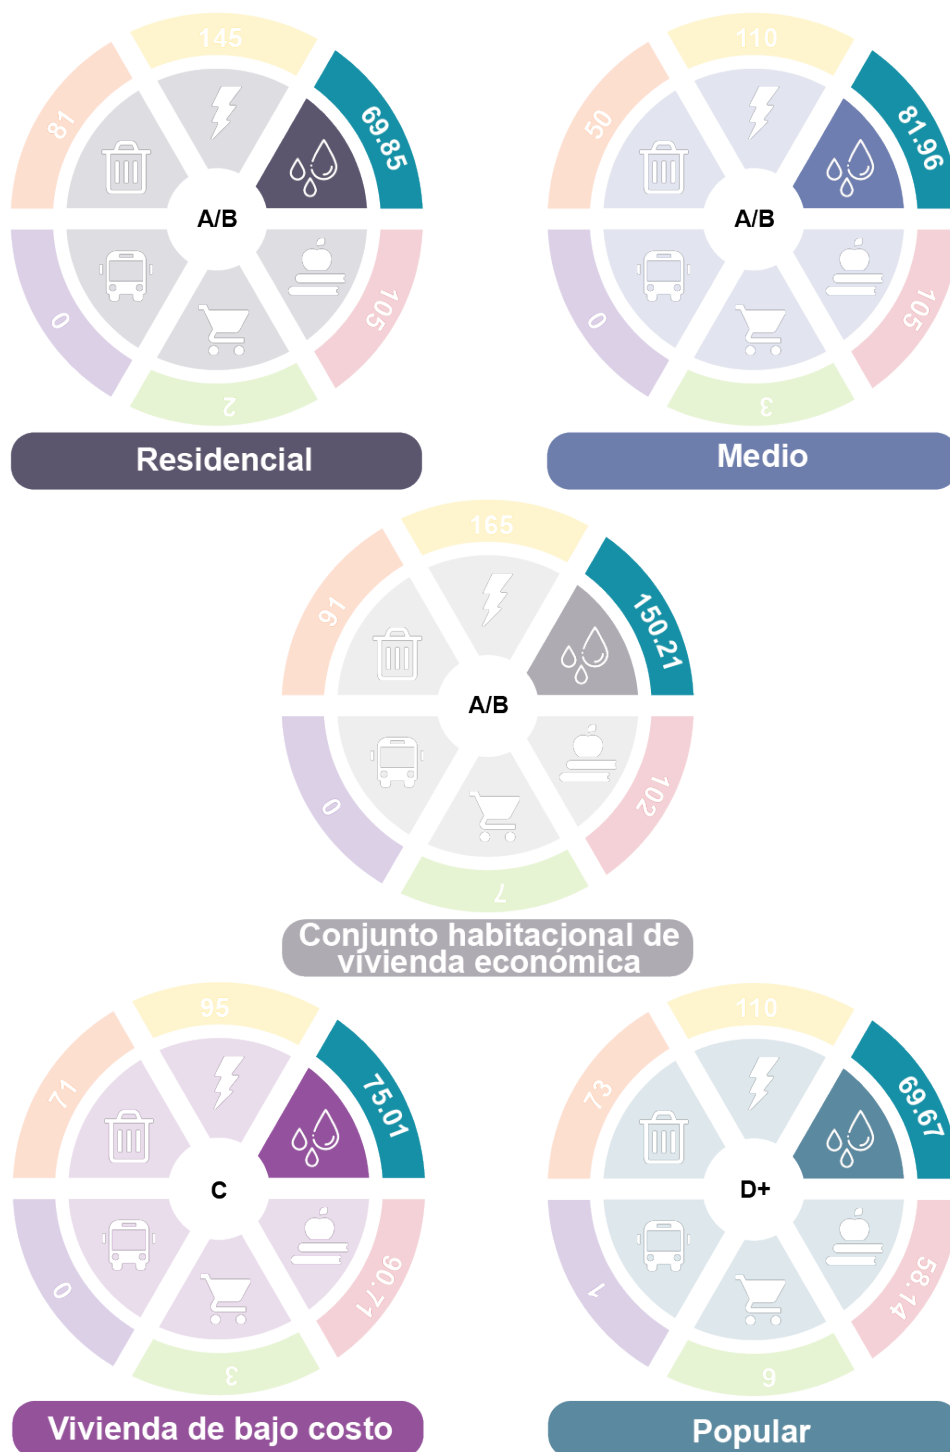 145
81
69.85
A/B
0
105
2
Residencial
110
50
81.96
A/B
0
105
3
Medio
165
91
150.21
A/B
0
102
7
Conjunto habitacional de
vivienda económica
95
71
75.01
C
0
90.71
3
Vivienda de bajo costo
110
73
69.67
D+
1
58.14
6
Popular